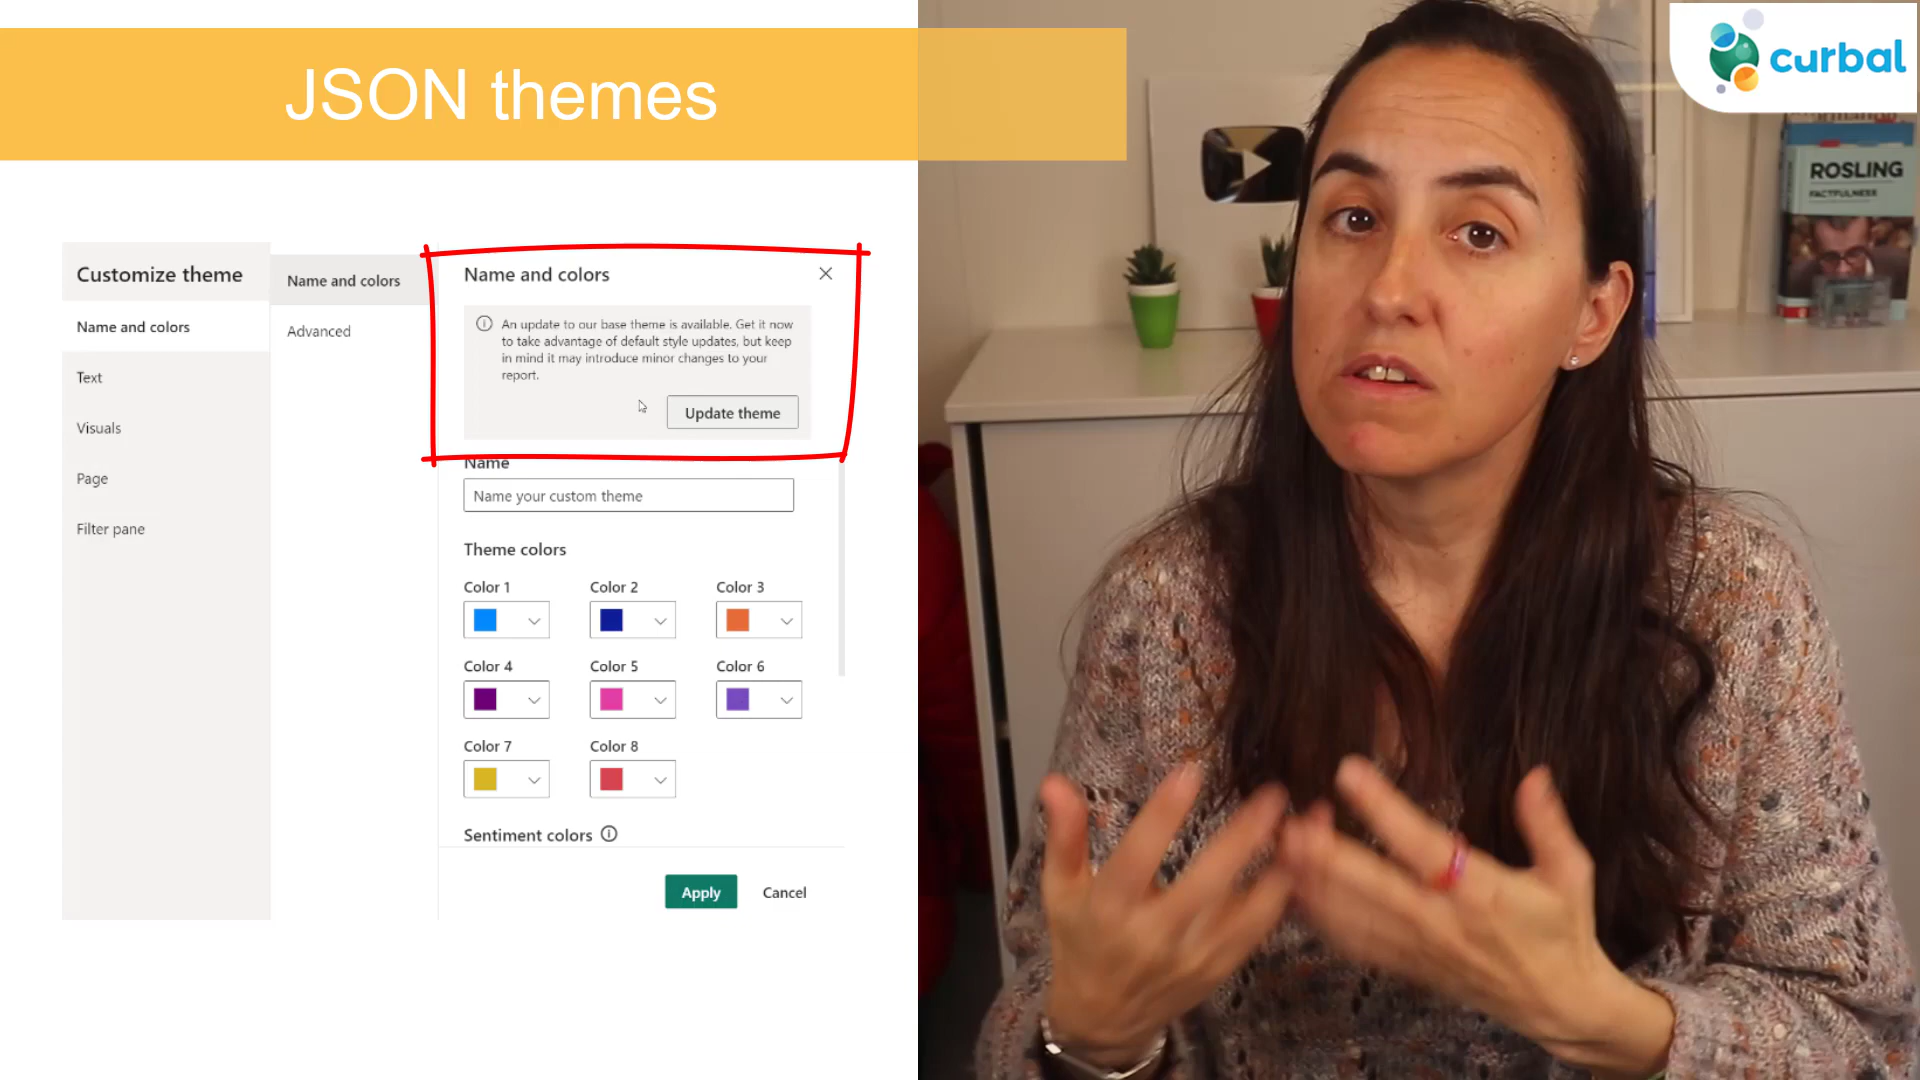 JSON themes
curbal
ROSLING
FACTFULNESS
Customize theme
Name and colors
Text
Visuals
Page
Filter pane
Name and colors
Advanced
Name and colors
An update to our base theme is available. Get it now
to take advantage of default style updates, but keep
in mind it may introduce minor changes to your
report.
Update theme
Name
Name your custom theme
Theme colors
Color 1
Color 2
Color 3
Color 4
Color 5
Color 6
Color 7
Color 8
Sentiment colors
Apply
Cancel